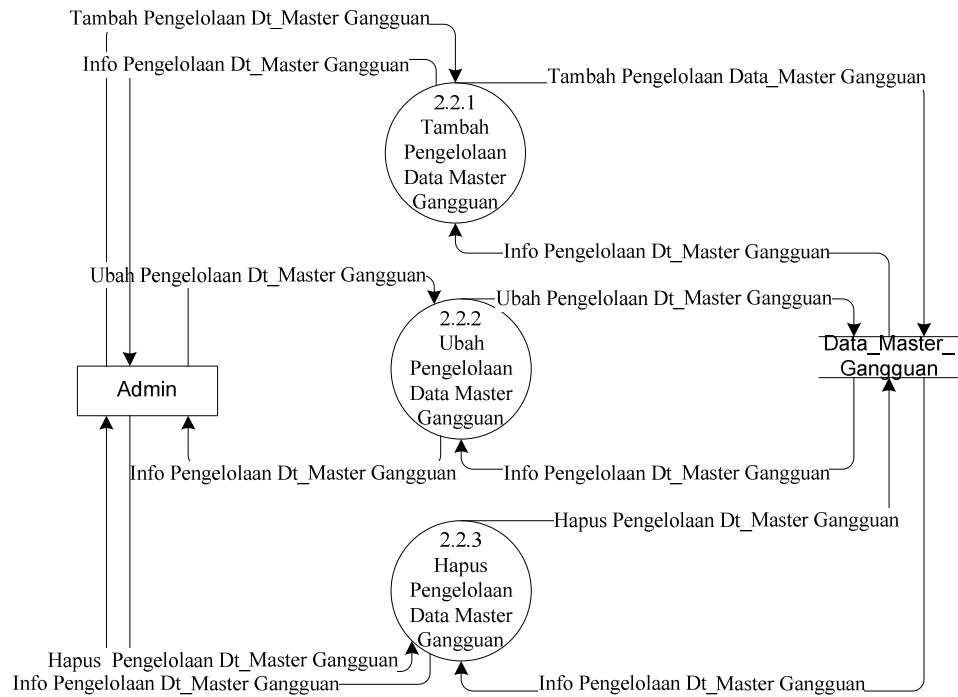 Tambah Pengelolaan Dt_Master Gangguan
Info Pengelolaan Dt_Master Gangguan
Tambah Pengelolaan Data_Master Gangguan
2.2.1
Tambah
Pengelolaan
Data Master
Gangguan
Info Pengelolaan Dt_Master Gangguan
Ubah Pengelolaan Dt_Master Gangguan
Ubah Pengelolaan Dt_Master Gangguan
2.2.2
Ubah
Pengelolaan
Data Master
Gangguan
Data_Master_
Gangguan
Admin
Info Pengelolaan Dt_Master Gangguan
Info Pengelolaan Dt_Master Gangguan
Hapus Pengelolaan Dt_Master Gangguan
2.2.3
Hapus
Pengelolaan
Data Master
Gangguan
Hapus  Pengelolaan Dt_Master Gangguan
Info Pengelolaan Dt_Master Gangguan
Info Pengelolaan Dt_Master Gangguan